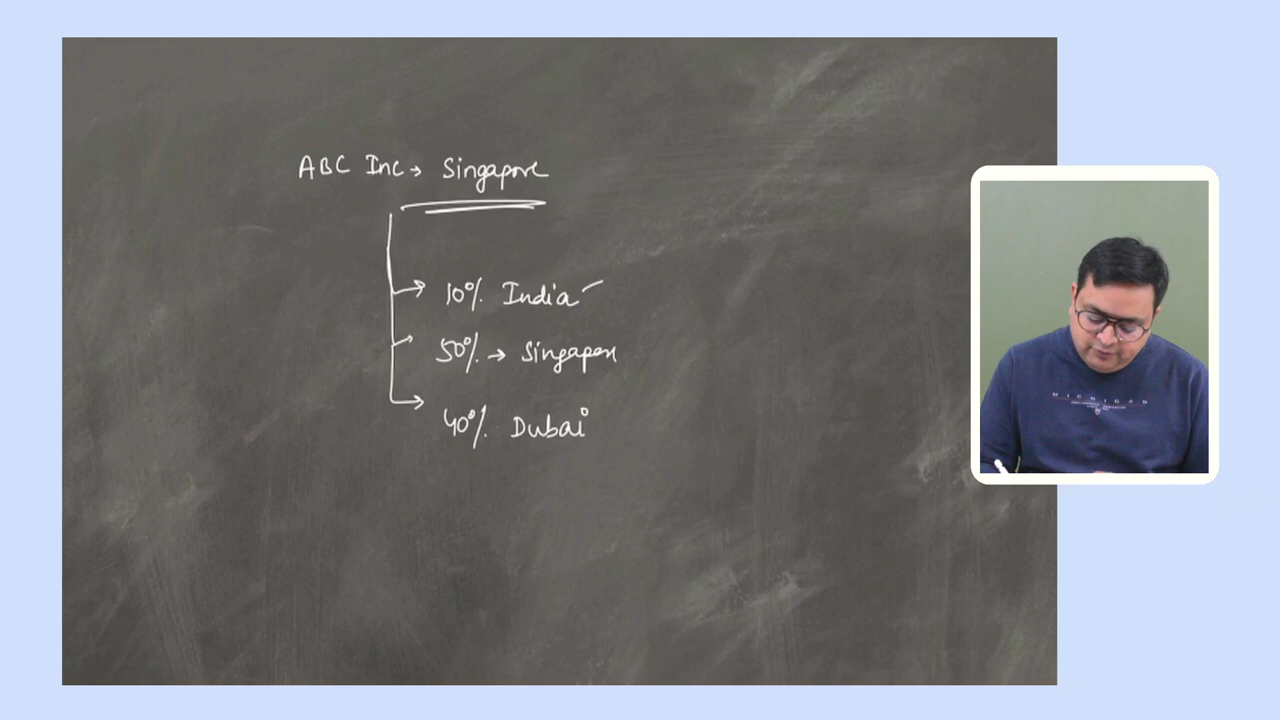 ABC Inc → Singapore
10% India
50% → Singapore
40% Dubai
MICHIGAN